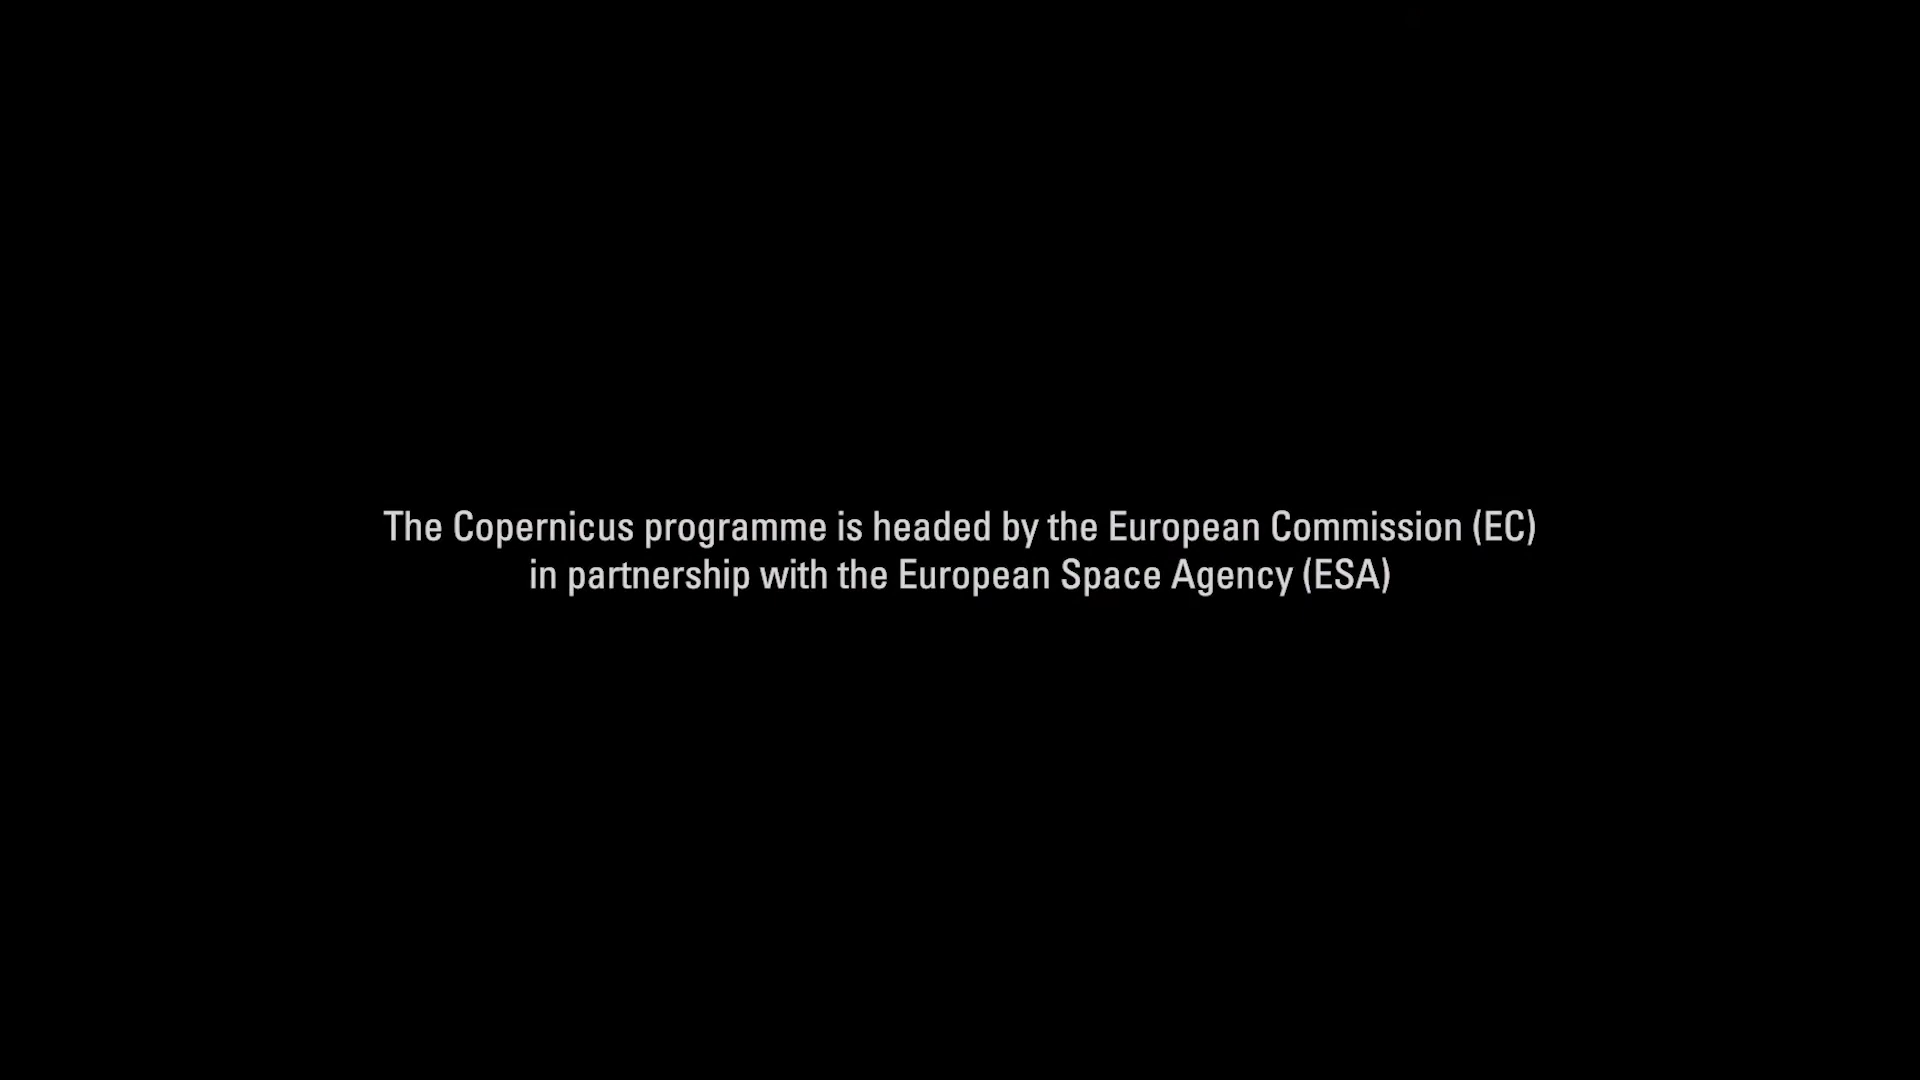 The Copernicus programme is headed by the European Commission (EC)
in partnership with the European Space Agency (ESA)